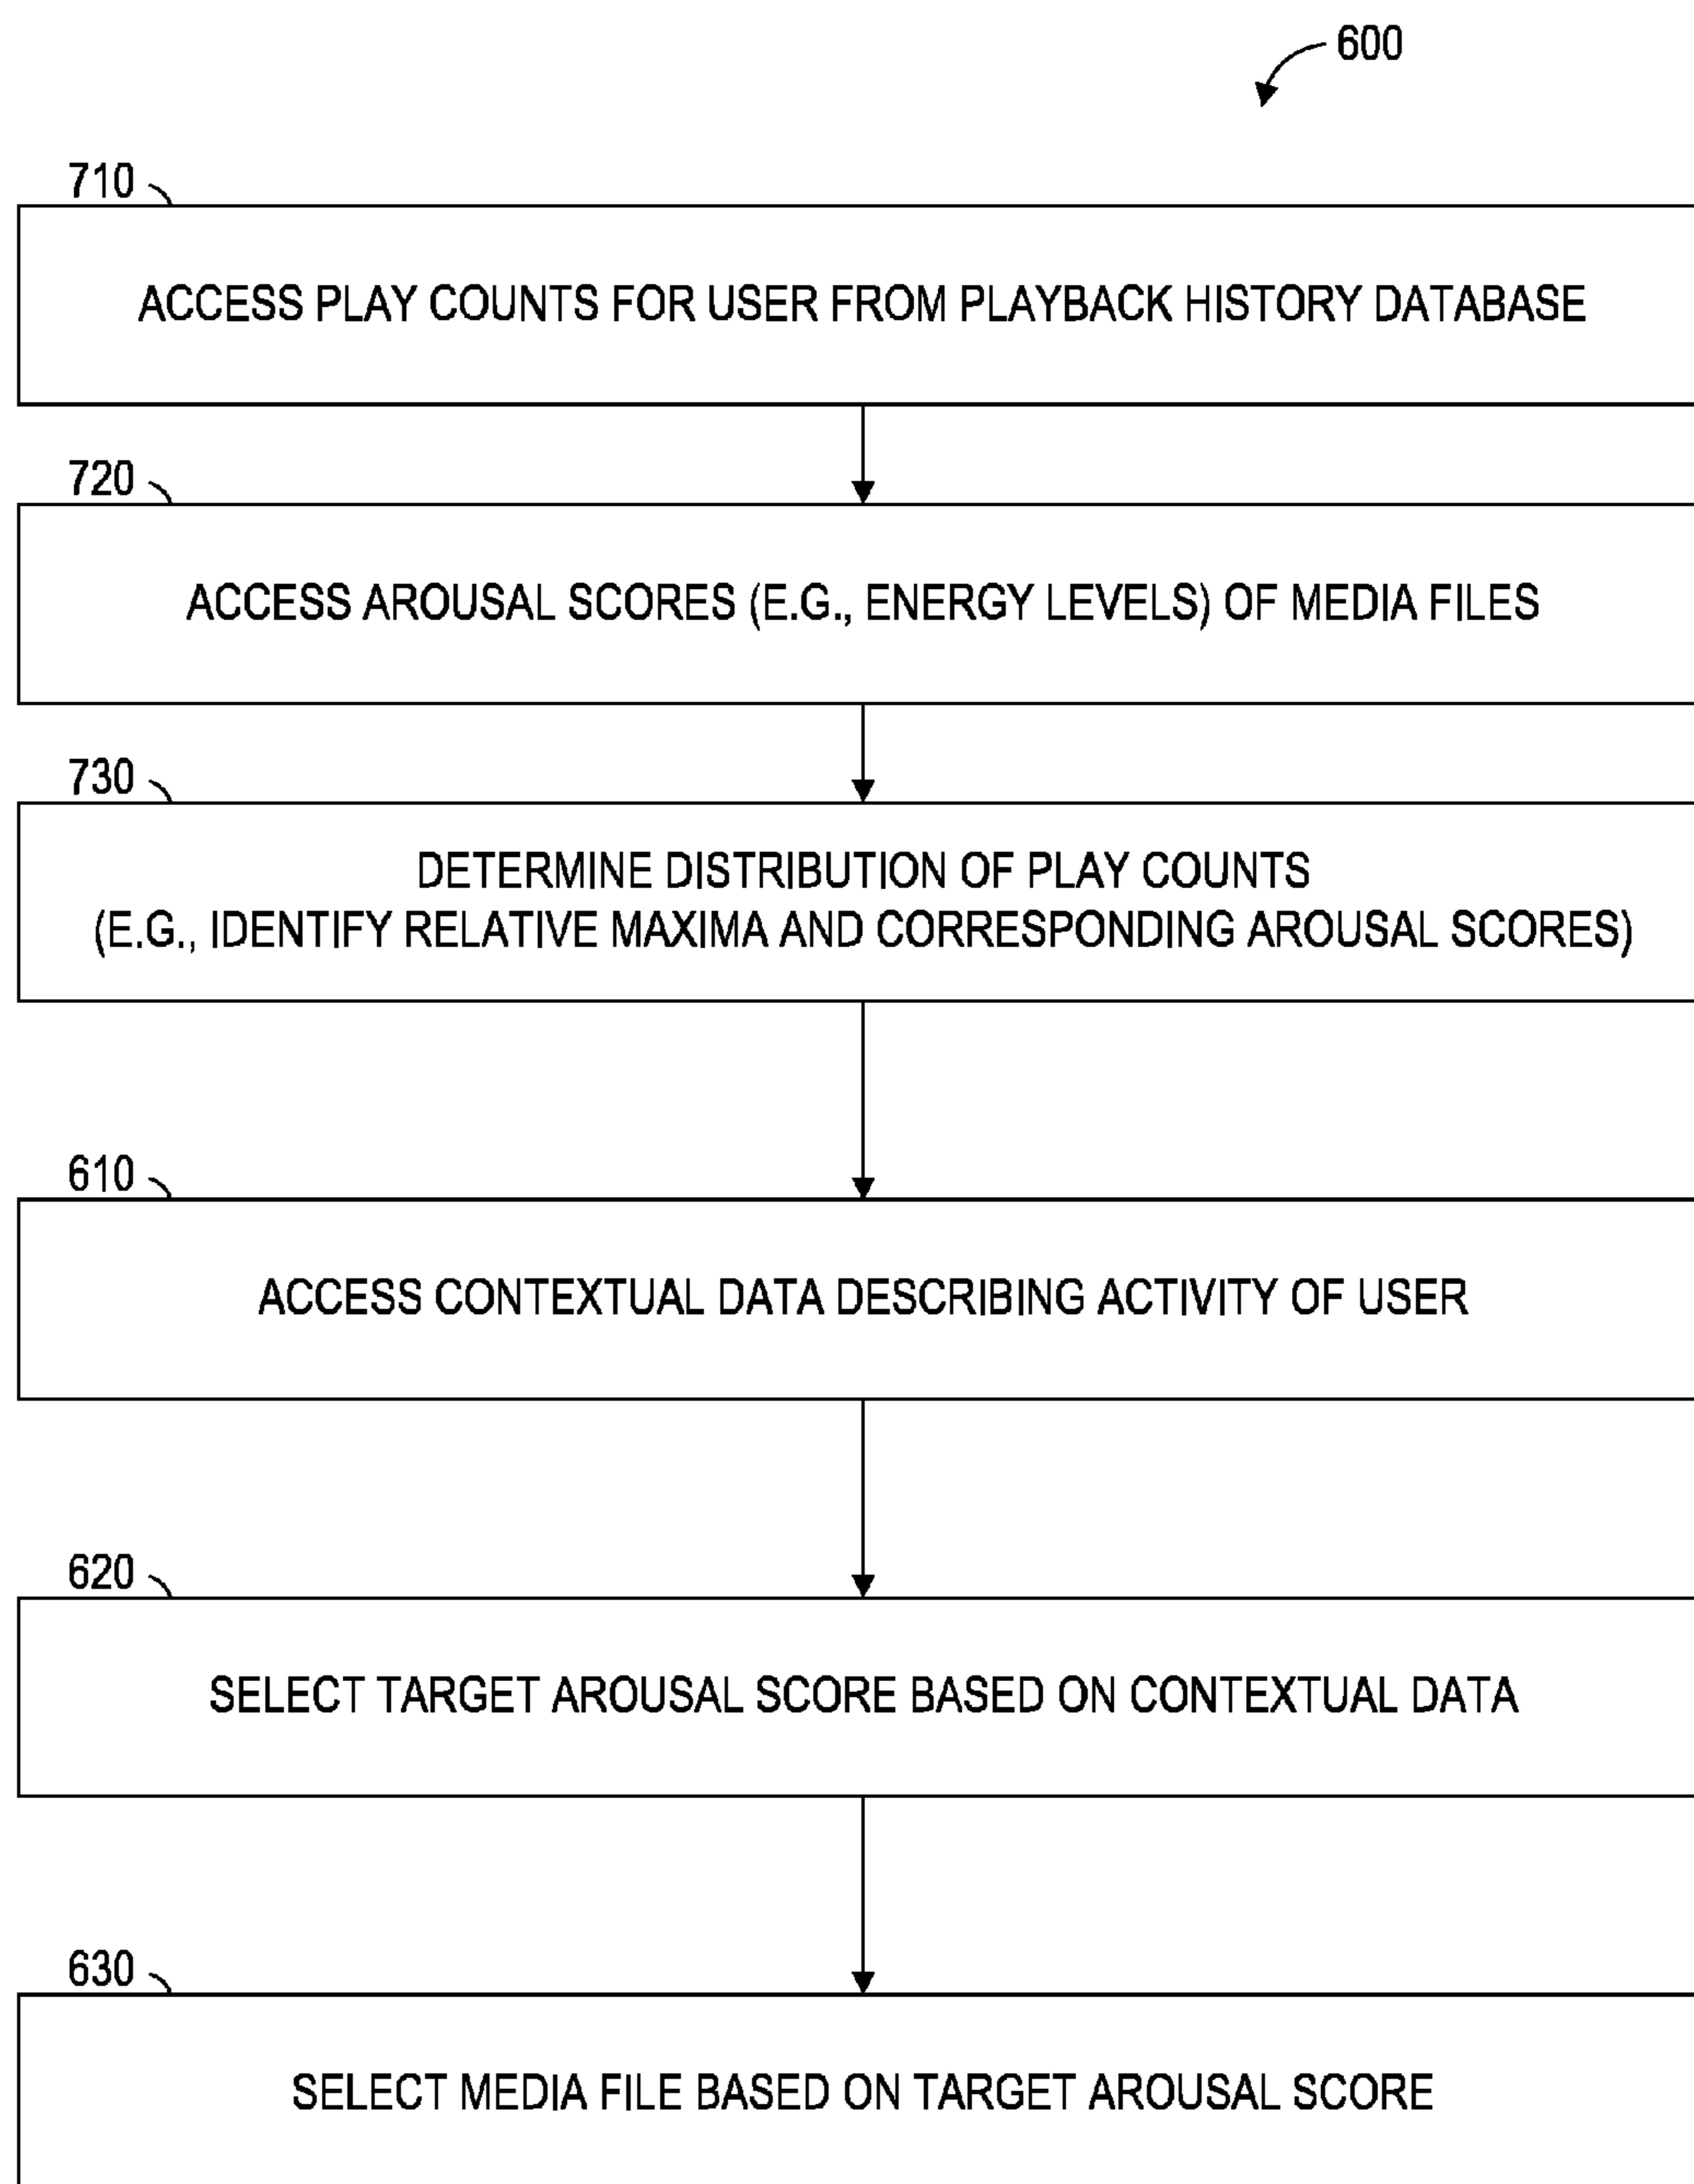 600
710
ACCESS PLAY COUNTS FOR USER FROM PLAYBACK HISTORY DATABASE
720
ACCESS AROUSAL SCORES (E.G., ENERGY LEVELS) OF MEDIA FILES
730
DETERMINE DISTRIBUTION OF PLAY COUNTS
(E.G., IDENTIFY RELATIVE MAXIMA AND CORRESPONDING AROUSAL SCORES)
610
ACCESS CONTEXTUAL DATA DESCRIBING ACTIVITY OF USER
620
SELECT TARGET AROUSAL SCORE BASED ON CONTEXTUAL DATA
630
SELECT MEDIA FILE BASED ON TARGET AROUSAL SCORE